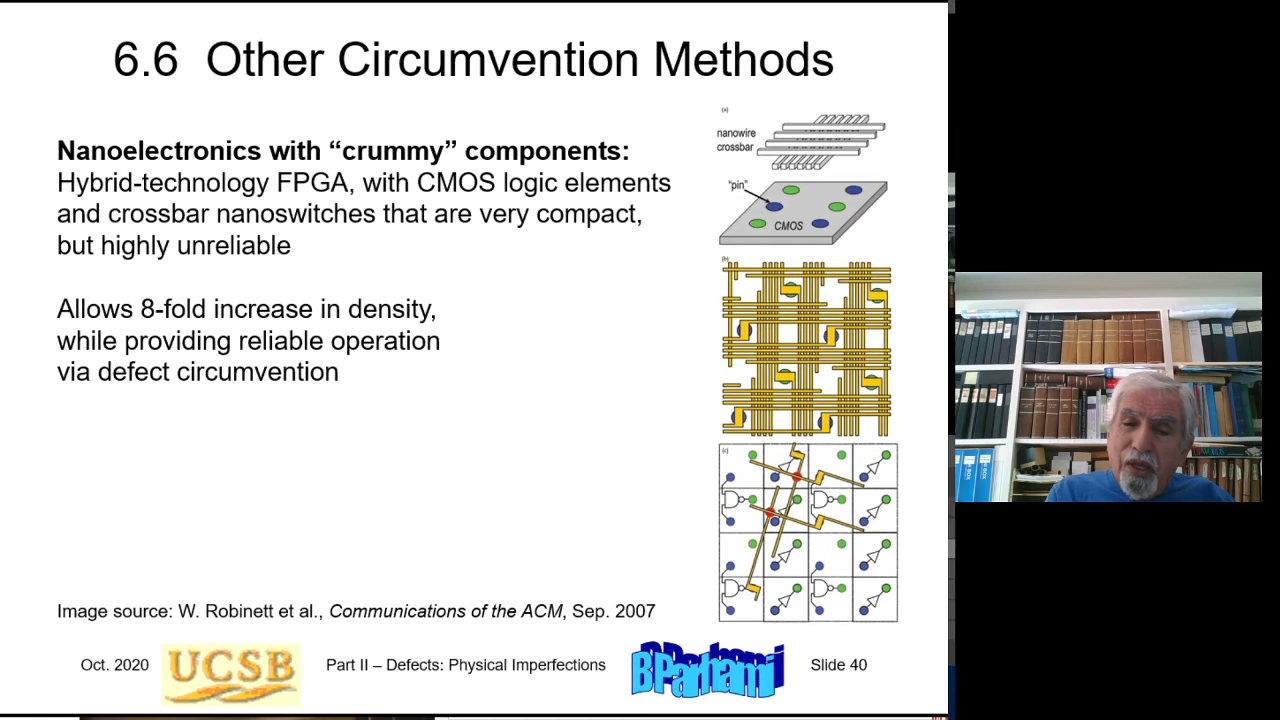 6.6 Other Circumvention Methods
Nanoelectronics with “crummy” components:
Hybrid-technology FPGA, with CMOS logic elements
and crossbar nanoswitches that are very compact,
but highly unreliable
Allows 8-fold increase in density,
while providing reliable operation
via defect circumvention
(a)
nanowire
crossbar
"pin"
CMOS
(b)
(c)
Image source: W. Robinett et al., Communications of the ACM, Sep. 2007
Oct. 2020
UCSB
Part II – Defects: Physical Imperfections
BParhami
Slide 40